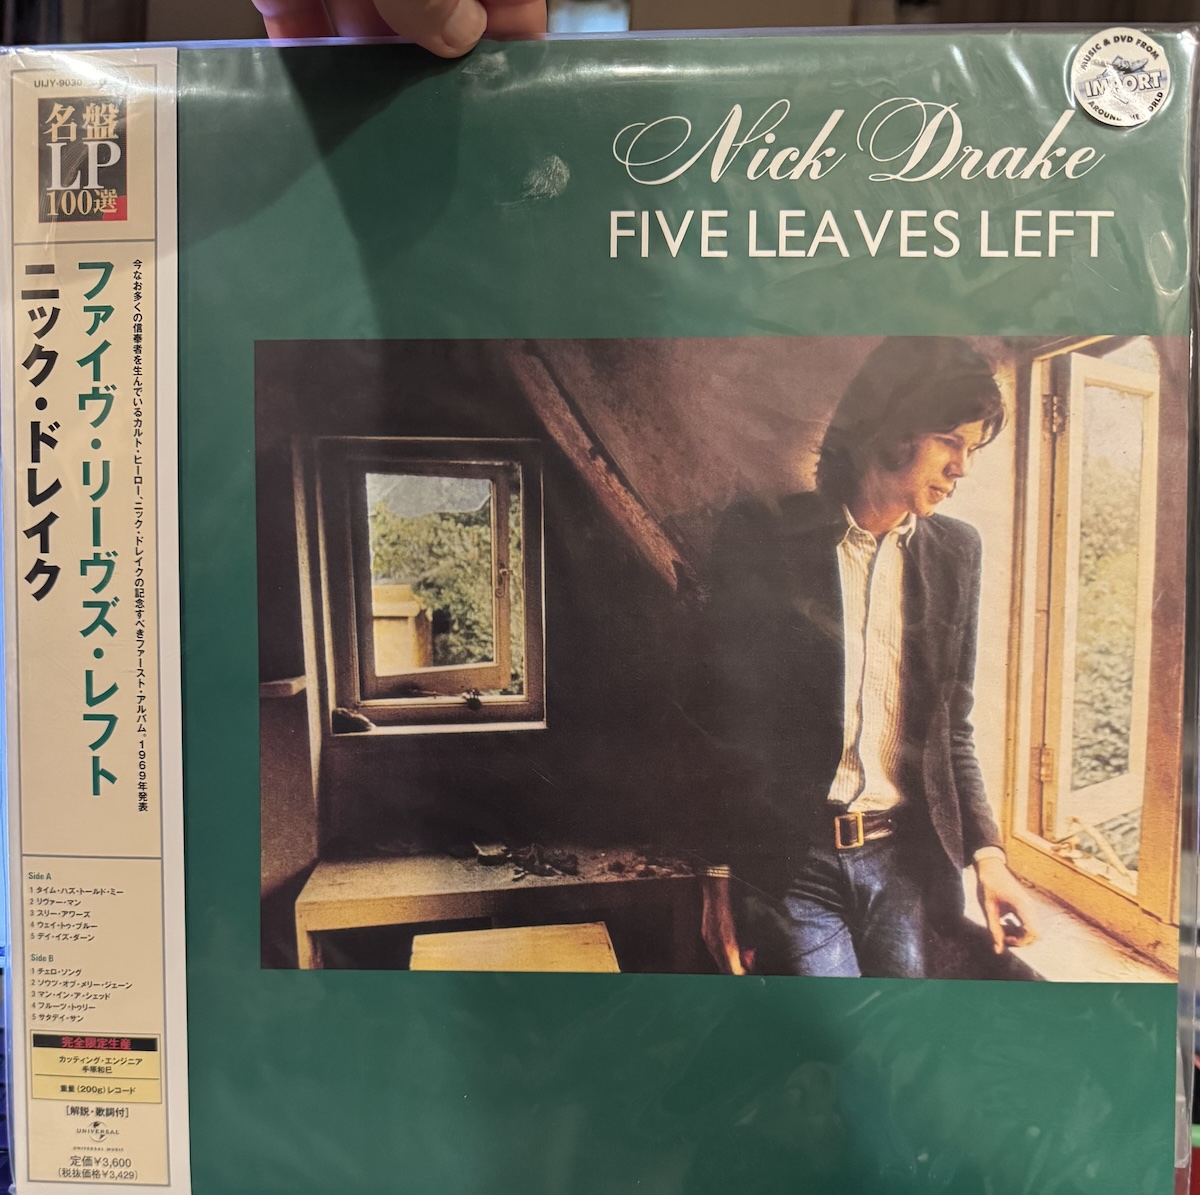 UIJY-9030
名盤
LP
100選
今なお多くの信奉者を生んでいるカルト・ヒーロー、ニック・ドレイクの記念すべきファースト・アルバム。1969年発表
ファイヴ・リーヴズ・レフト
ニック・ドレイク
Side A
1 タイム・ハズ・トールド・ミー
2 リヴァー・マン
3 スリー・アワーズ
4 ウェイ・トゥ・ブルー
5 デイ・イズ・ダーン
Side B
1 チェロ・ソング
2 ソウツ・オブ・メリー・ジェーン
3 マン・イン・ア・シェッド
4 フルーツ・トゥリー
5 サタデイ・サン
完全限定生産
カッティング・エンジニア
手塚和巳
重量(200g)レコード
[解説・歌詞付]
UNIVERSAL
UNIVERSAL MUSIC
定価¥3,600
(税抜価格¥3,429)
Nick Drake
FIVE LEAVES LEFT
MUSIC & DVD FROM
IMPORT
AROUND THE WORLD